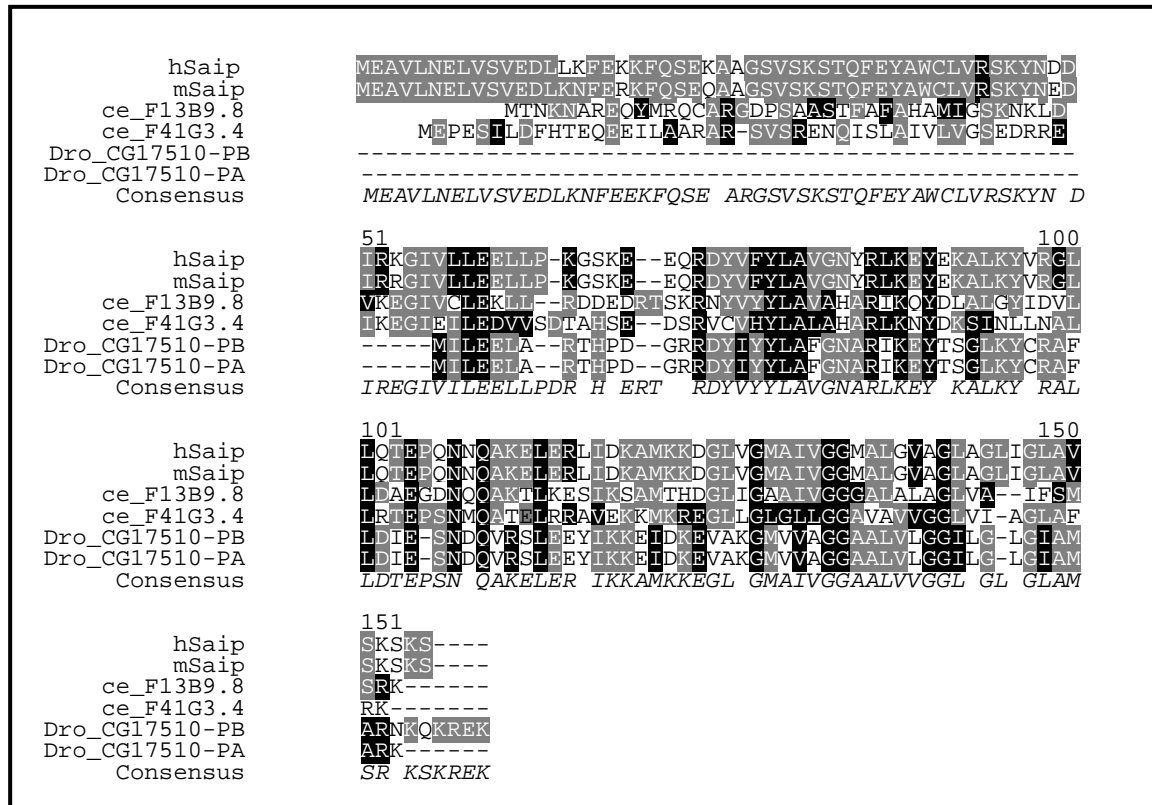 hSaip MEAVLNELVSVEDLLKFEKKFQSEKAAGSVSKSTQFEYAWCLVRSKYNDD
mSaip MEAVLNELVSVEDLKNFERKFQSEQAAGSVSKSTQFEYAWCLVRSKYNED
ce_F13B9.8 MTNKNAREQYMRQCARGDPSAASTFAFAHAMIGSKNKLD
ce_F41G3.4 MEPESILDFHTEQEEILAARAR-SVSRENQISLAIVLVGSEDRRE
Dro_CG17510-PB --------------------------------------------------
Dro_CG17510-PA --------------------------------------------------
Consensus MEAVLNELVSVEDLKNFEEKFQSE ARGSVSKSTQFEYAWCLVRSKYN D
51 100
hSaip IRKGIVLLEELLP-KGSKE--EQRDYVFYLAVGNYRLKEYEKALKYVRGL
mSaip IRRGIVLLEELLP-KGSKE--EQRDYVFYLAVGNYRLKEYEKALKYVRGL
ce_F13B9.8 VKEGIVCLEKLL--RDDEDRTSKRNYVYYLAVAHARIKQYDLALGYIDVL
ce_F41G3.4 IKEGIEILEDVVSDTAHSE--DSRVCVHYLALAHARLKNYDKSINLLNAL
Dro_CG17510-PB -----MILEELA--RTHPD--GRRDYIYYLAFGNARIKEYTSGLKYCRAF
Dro_CG17510-PA -----MILEELA--RTHPD--GRRDYIYYLAFGNARIKEYTSGLKYCRAF
Consensus IREGIVILEELLPDR H ERT RDYVYYLAVGNARLKEY KALKY RAL
101 150
hSaip LQTEPQNNQAKELERLIDKAMKKDGLVGMAIVGGMALGVAGLAGLIGLAV
mSaip LQTEPQNNQAKELERLIDKAMKKDGLVGMAIVGGMALGVAGLAGLIGLAV
ce_F13B9.8 LDAEGDNQQAKTLKESIKSAMTHDGLIGAAIVGGGALALAGLVA--IFSM
ce_F41G3.4 LRTEPSNMQATELRRAVEKKMKREGLLGLGLLGGAVAVVGGLVI-AGLAF
Dro_CG17510-PB LDIE-SNDQVRSLEEYIKKEIDKEVAKGMVVAGGAALVLGGILG-LGIAM
Dro_CG17510-PA LDIE-SNDQVRSLEEYIKKEIDKEVAKGMVVAGGAALVLGGILG-LGIAM
Consensus LDTEPSN QAKELER IKKAMKKEGL GMAIVGGAALVVGGL GL GLAM
151
hSaip SKSKS----
mSaip SKSKS----
ce_F13B9.8 SRK------
ce_F41G3.4 RK------
Dro_CG17510-PB ARNKQKREK
Dro_CG17510-PA ARK------
Consensus SR KSKREK